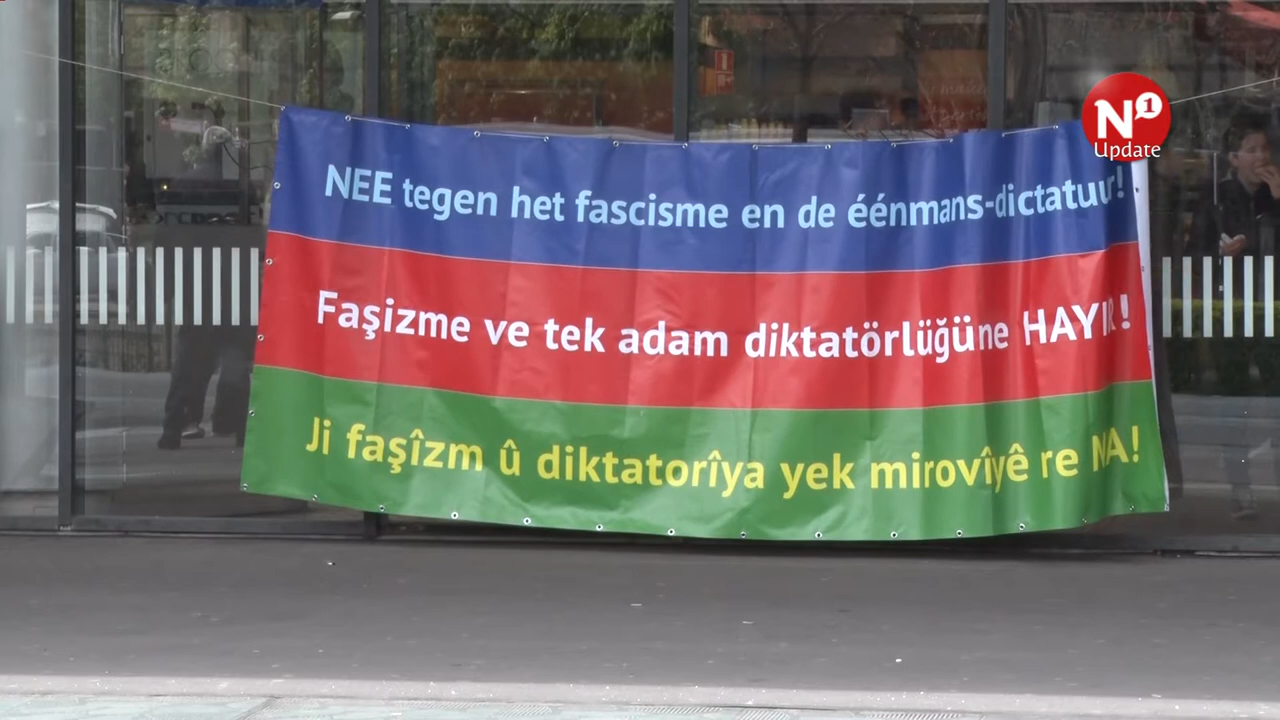 N1
Update
NEE tegen het fascisme en de éénmans-dictatuur!
Faşizme ve tek adam diktatörlüğüne HAYIR!
Ji faşîzm û diktatorîya yek mirovîyê re NA!